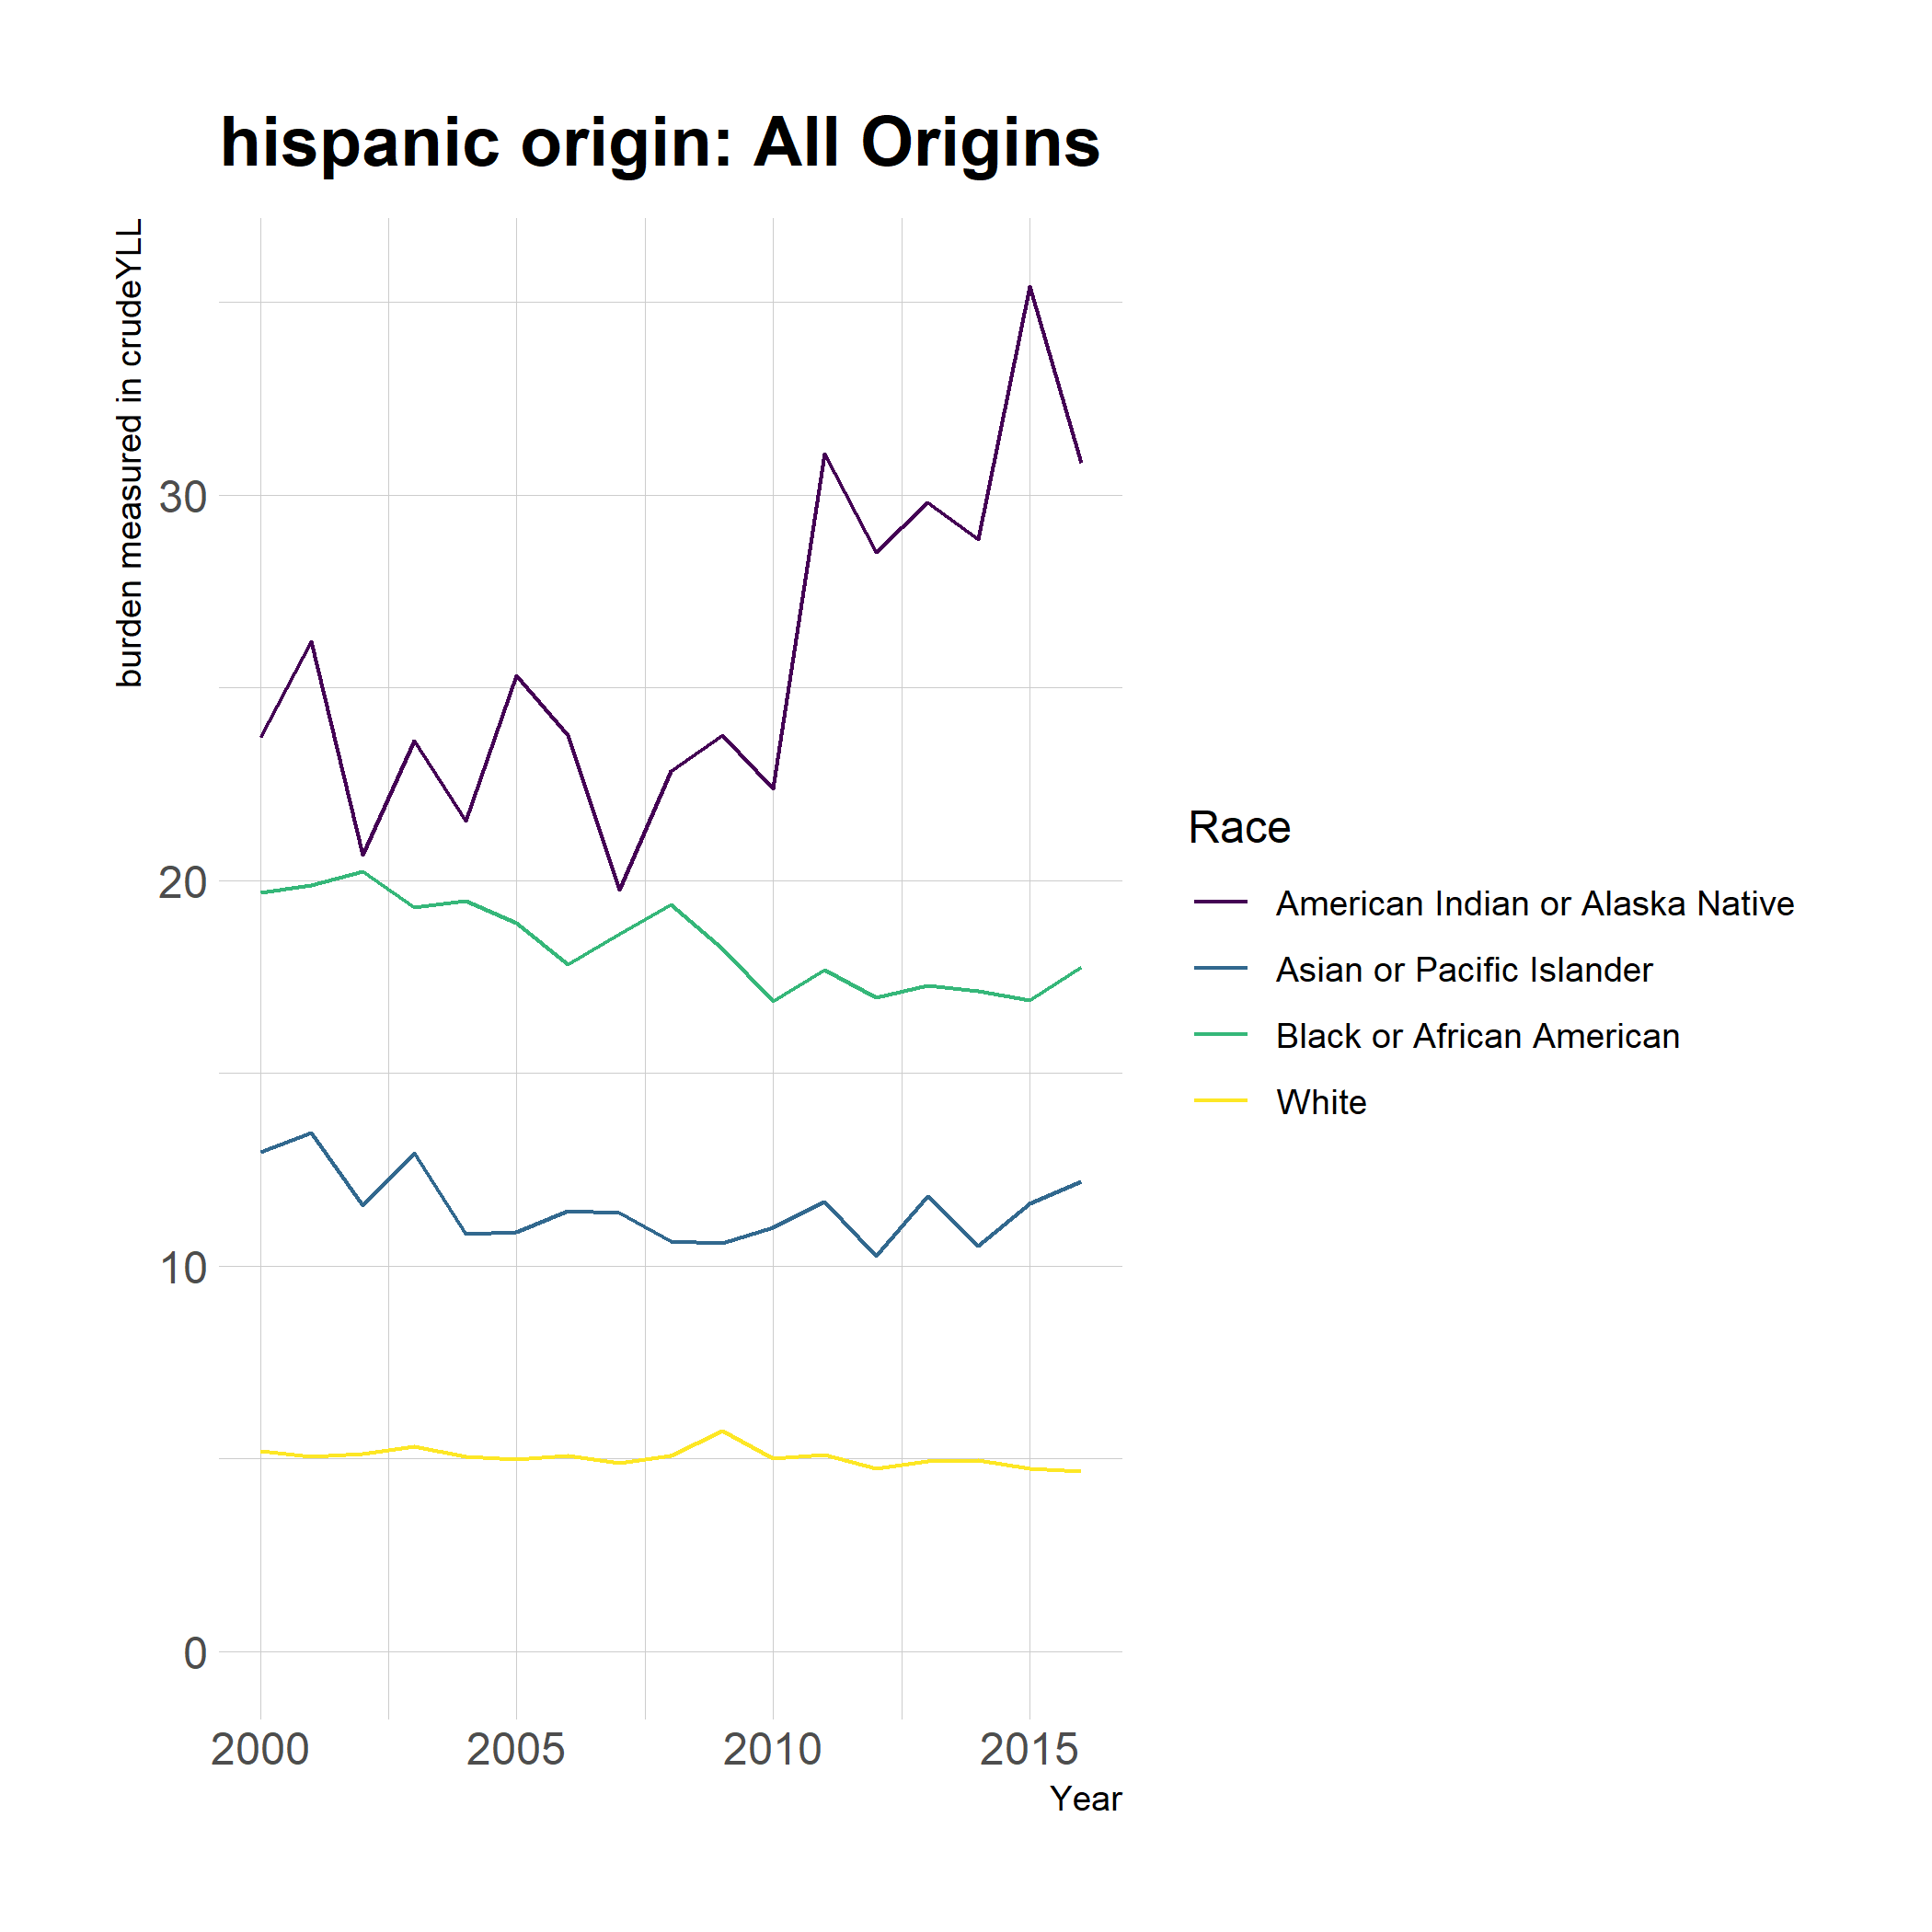 hispanic origin: All Origins
burden measured in crudeYLL
30
20
10
0
2000 2005 2010 2015
Year
Race
American Indian or Alaska Native
Asian or Pacific Islander
Black or African American
White